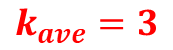 k_ave = 3